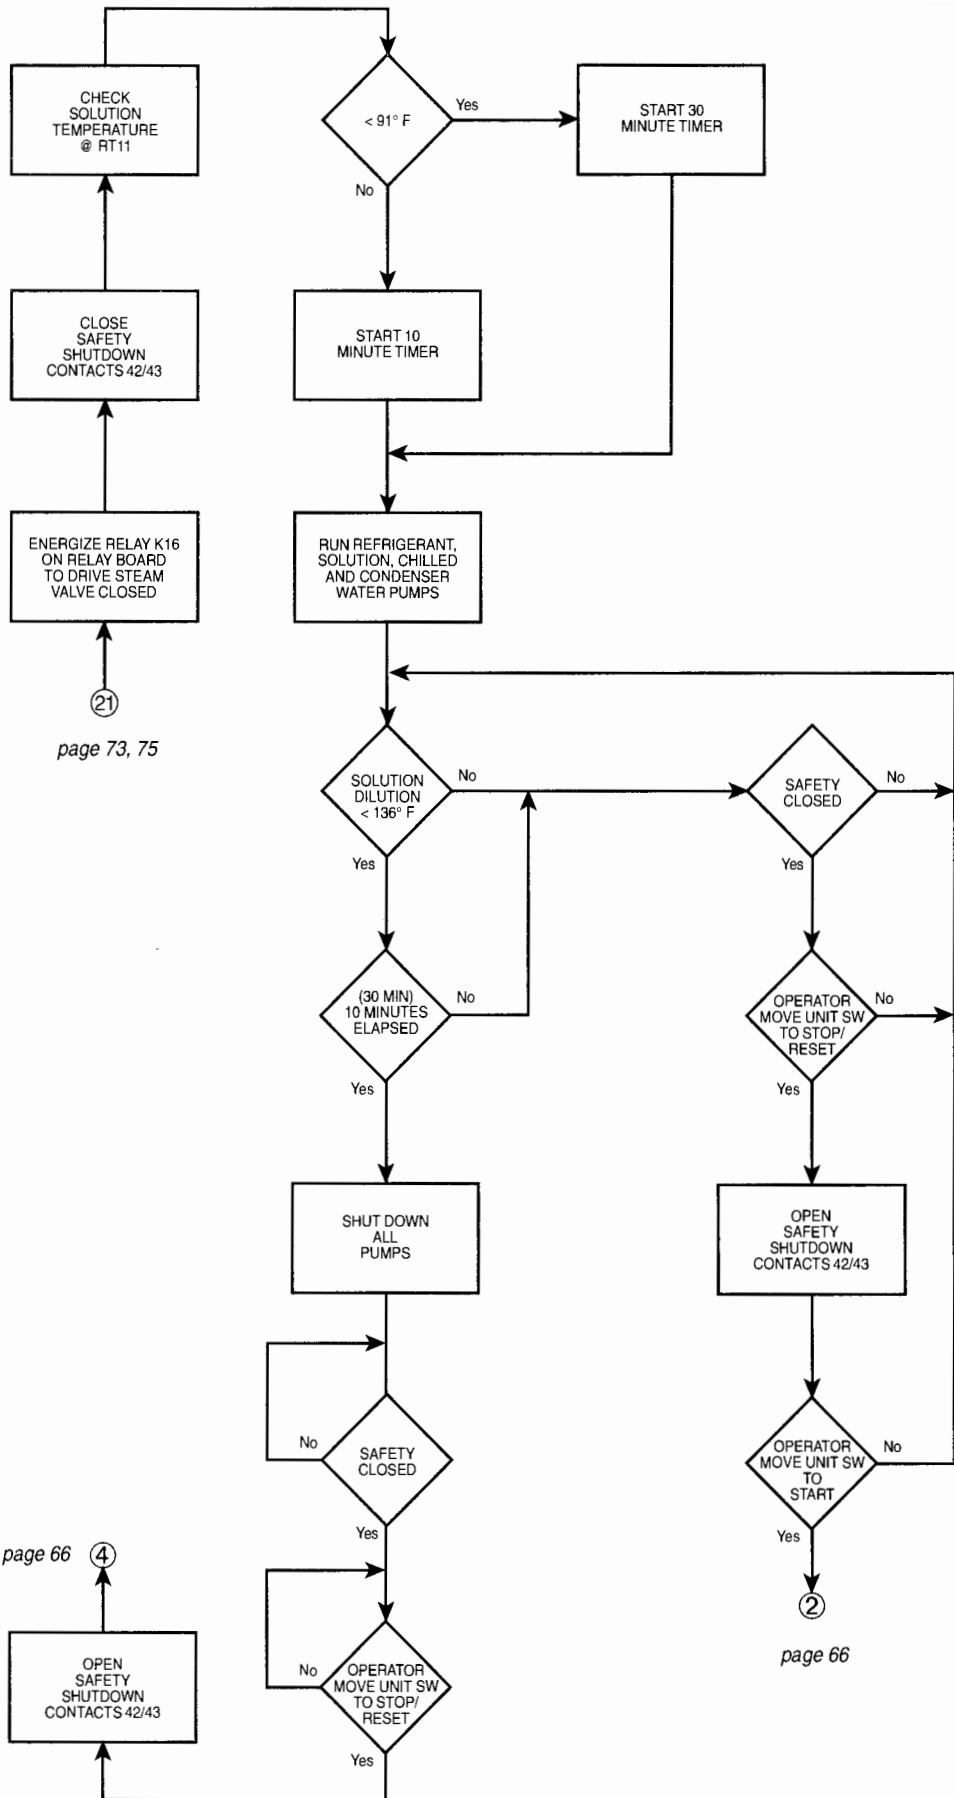 CHECK
SOLUTION
TEMPERATURE
@ RT11
< 91° F
Yes
No
START 30
MINUTE TIMER
CLOSE
SAFETY
SHUTDOWN
CONTACTS 42/43
START 10
MINUTE TIMER
ENERGIZE RELAY K16
ON RELAY BOARD
TO DRIVE STEAM
VALVE CLOSED
RUN REFRIGERANT,
SOLUTION, CHILLED
AND CONDENSER
WATER PUMPS
21
page 73, 75
SOLUTION
DILUTION
< 136° F
No
Yes
SAFETY
CLOSED
No
Yes
(30 MIN)
10 MINUTES
ELAPSED
No
Yes
OPERATOR
MOVE UNIT SW
TO STOP/
RESET
No
Yes
SHUT DOWN
ALL
PUMPS
OPEN
SAFETY
SHUTDOWN
CONTACTS 42/43
SAFETY
CLOSED
No
Yes
OPERATOR
MOVE UNIT SW
TO
START
No
Yes
2
page 66
page 66 4
OPEN
SAFETY
SHUTDOWN
CONTACTS 42/43
OPERATOR
MOVE UNIT SW
TO STOP/
RESET
No
Yes